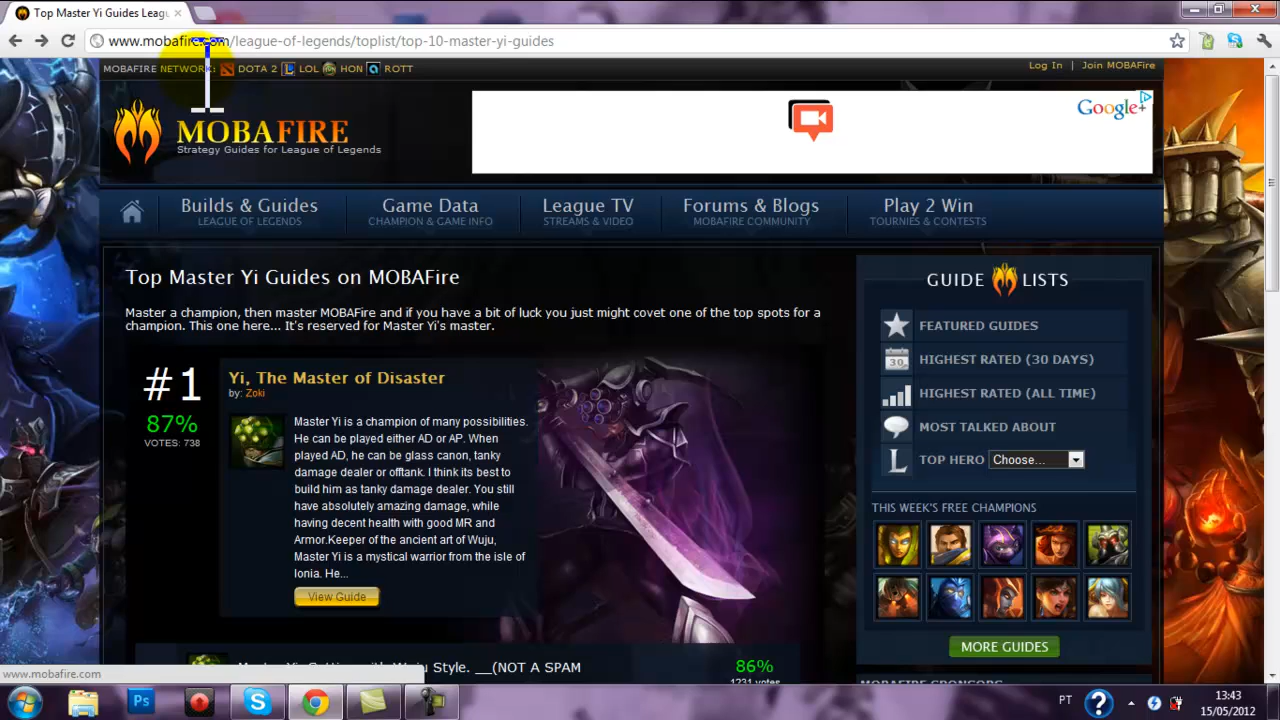 Top Master Yi Guides Leagu
www.mobafire.com/league-of-legends/toplist/top-10-master-yi-guides
MOBAFIRE NETWORK: DOTA 2 LOL HON ROTT
Log In | Join MOBAFire
MOBAFIRE
Strategy Guides for League of Legends
Google+
Builds & Guides
LEAGUE OF LEGENDS
Game Data
CHAMPION & GAME INFO
League TV
STREAMS & VIDEO
Forums & Blogs
MOBAFIRE COMMUNITY
Play 2 Win
TOURNIES & CONTESTS
Top Master Yi Guides on MOBAFire
Master a champion, then master MOBAFire and if you have a bit of luck you just might covet one of the top spots for a
champion. This one here... It's reserved for Master Yi's master.
#1
87%
VOTES: 738
Yi, The Master of Disaster
by: Zoki
Master Yi is a champion of many possibilities.
He can be played either AD or AP. When
played AD, he can be glass canon, tanky
damage dealer or offtank. I think its best to
build him as tanky damage dealer. You still
have absolutely amazing damage, while
having decent health with good MR and
Armor.Keeper of the ancient art of Wuju,
Master Yi is a mystical warrior from the isle of
Ionia. He...
View Guide
Wuju Style. __(NOT A SPAM
86%
1231 votes
GUIDE LISTS
FEATURED GUIDES
30
HIGHEST RATED (30 DAYS)
HIGHEST RATED (ALL TIME)
MOST TALKED ABOUT
L
TOP HERO Choose...
THIS WEEK'S FREE CHAMPIONS
MORE GUIDES
MOBAFIRE SPONSORS
www.mobafire.com
Ps
PT
13:43
15/05/2012